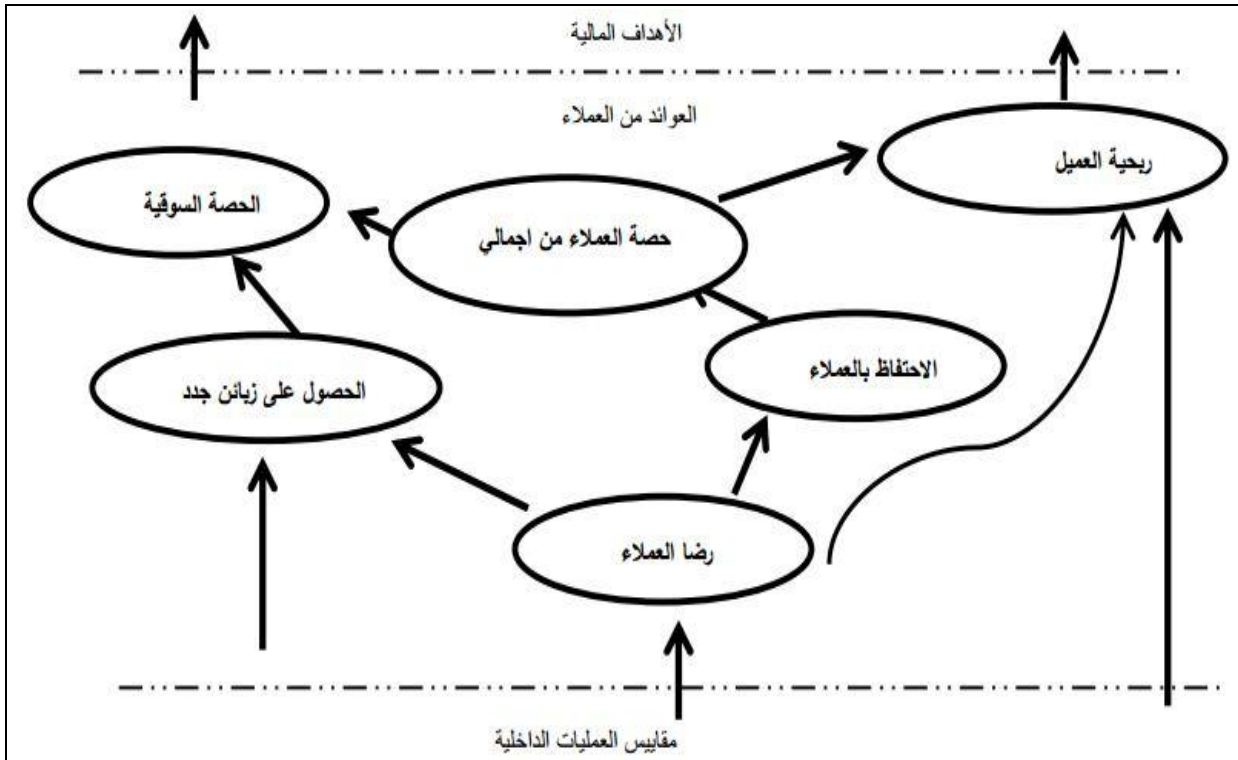 الأهداف المالية
العوائد من العملاء
ربحية العميل
الحصة السوقية
حصة العملاء من اجمالي
الاحتفاظ بالعملاء
الحصول على زبائن جدد
رضا العملاء
مقاييس العمليات الداخلية